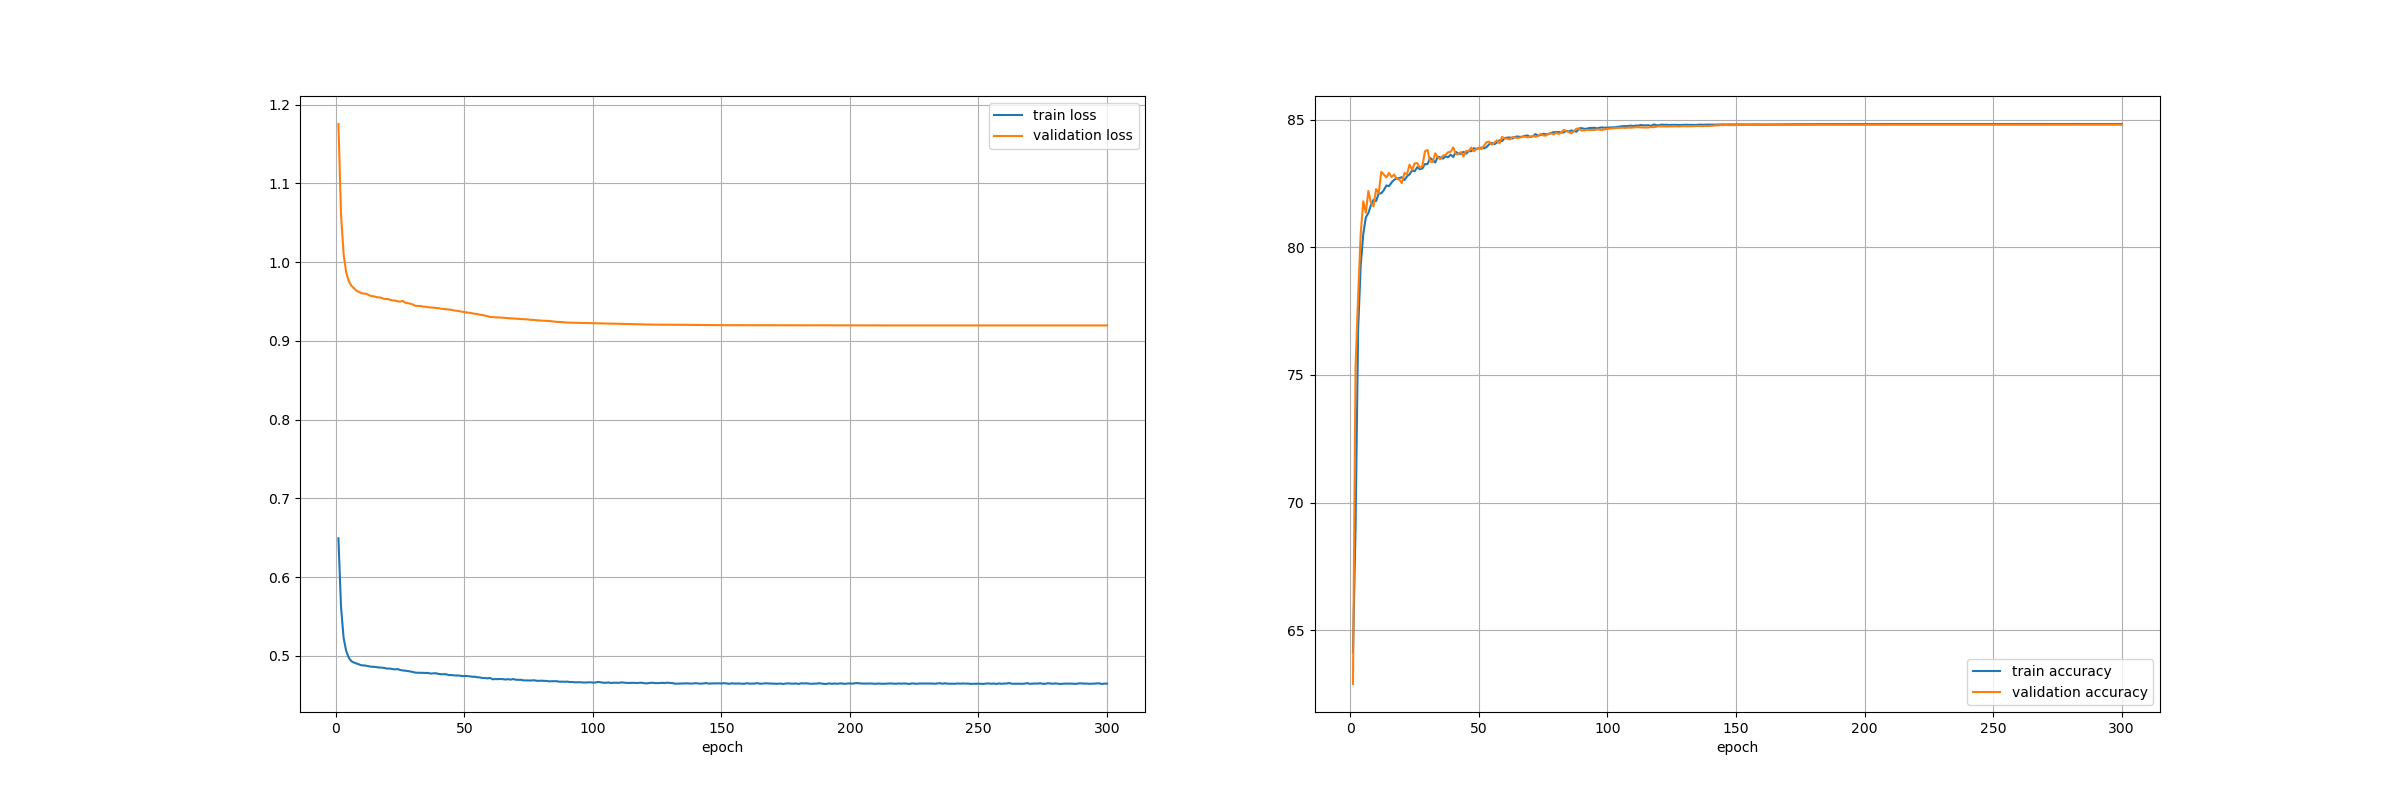 1.2
1.1
1.0
0.9
0.8
0.7
0.6
0.5
0 50 100 150 200 250 300
epoch
train loss
validation loss
85
80
75
70
65
0 50 100 150 200 250 300
epoch
train accuracy
validation accuracy